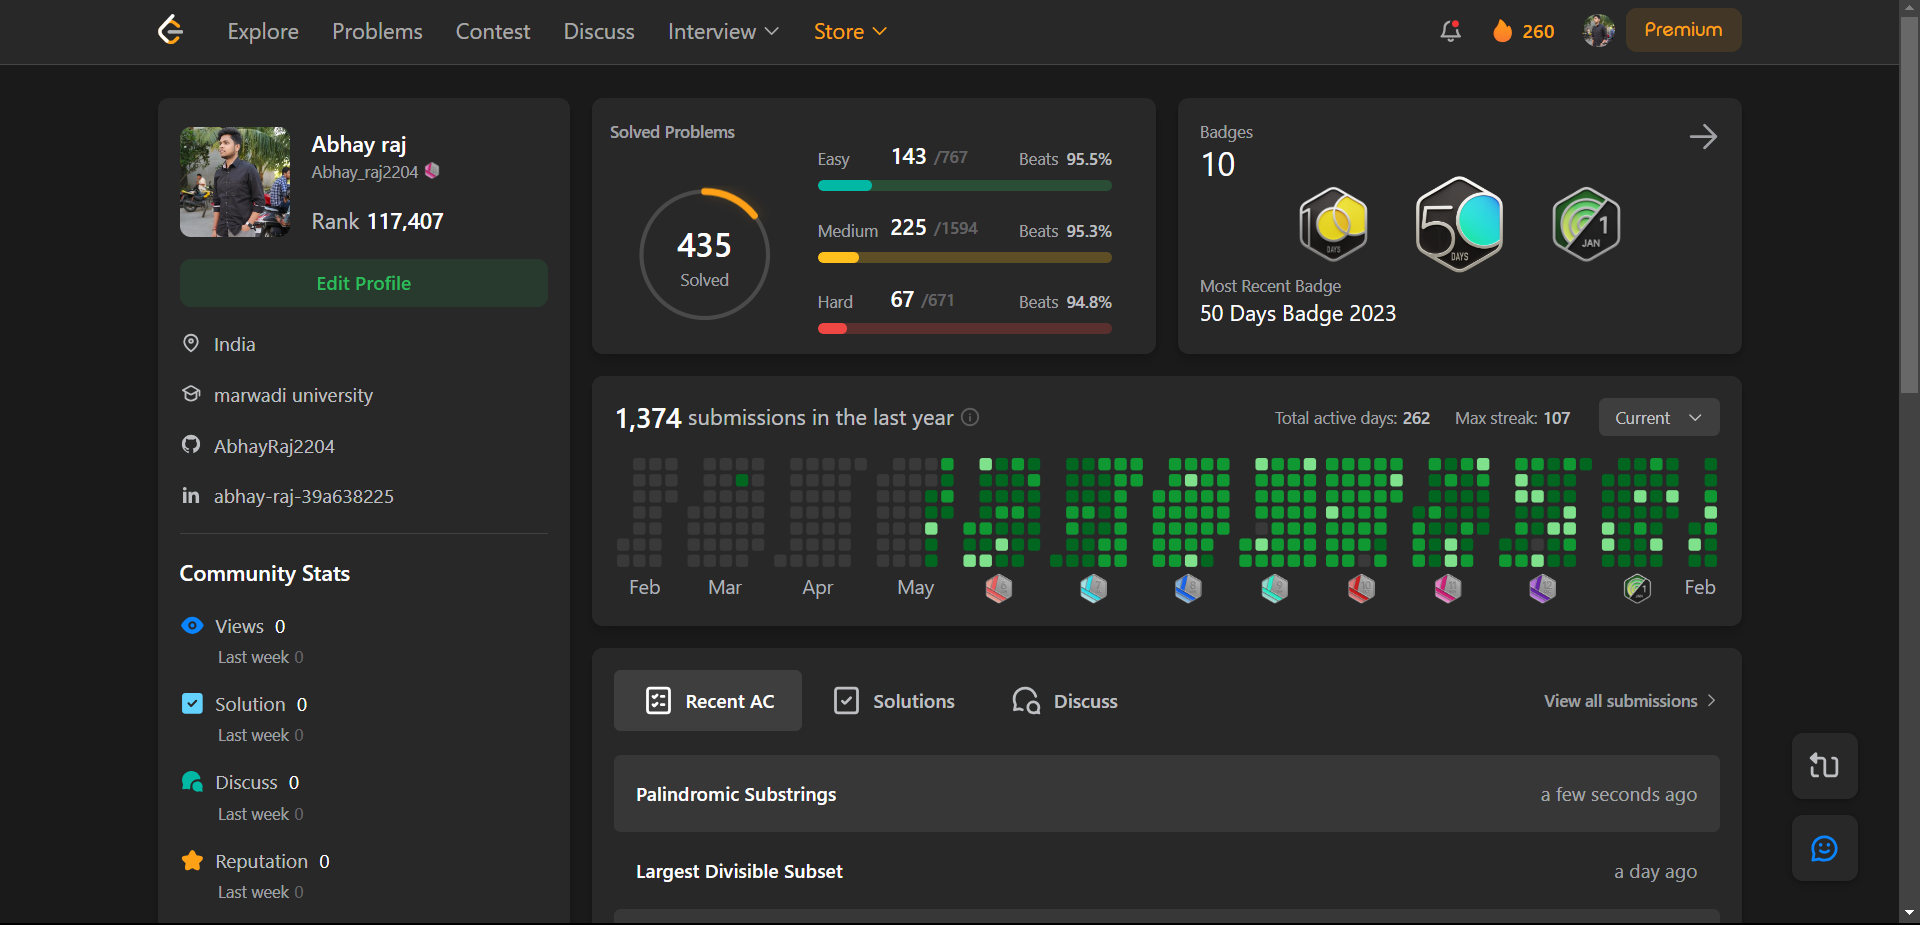 Explore Problems Contest Discuss Interview Store 260 Premium
Abhay raj
Abhay_raj2204
Rank 117,407
Edit Profile
India
marwadi university
AbhayRaj2204
abhay-raj-39a638225
Community Stats
Views 0
Last week 0
Solution 0
Last week 0
Discuss 0
Last week 0
Reputation 0
Last week 0
Solved Problems
435
Solved
Easy 143 /767 Beats 95.5%
Medium 225 /1594 Beats 95.3%
Hard 67 /671 Beats 94.8%
Badges
10
100 DAYS
50 DAYS
1 JAN
Most Recent Badge
50 Days Badge 2023
1,374 submissions in the last year
Total active days: 262 Max streak: 107 Current
Feb Mar Apr May Feb
Recent AC Solutions Discuss View all submissions
Palindromic Substrings a few seconds ago
Largest Divisible Subset a day ago